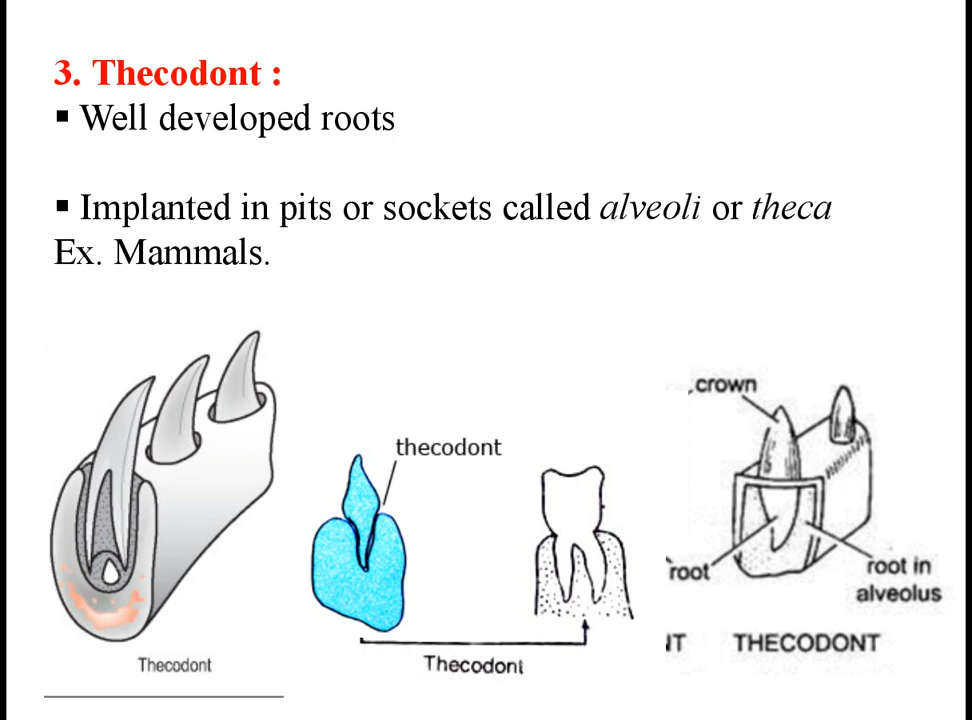 3. Thecodont :
▪ Well developed roots
▪ Implanted in pits or sockets called alveoli or theca
Ex. Mammals.
Thecodont
thecodont
Thecodont
crown
root
root in
alveolus
THECODONT